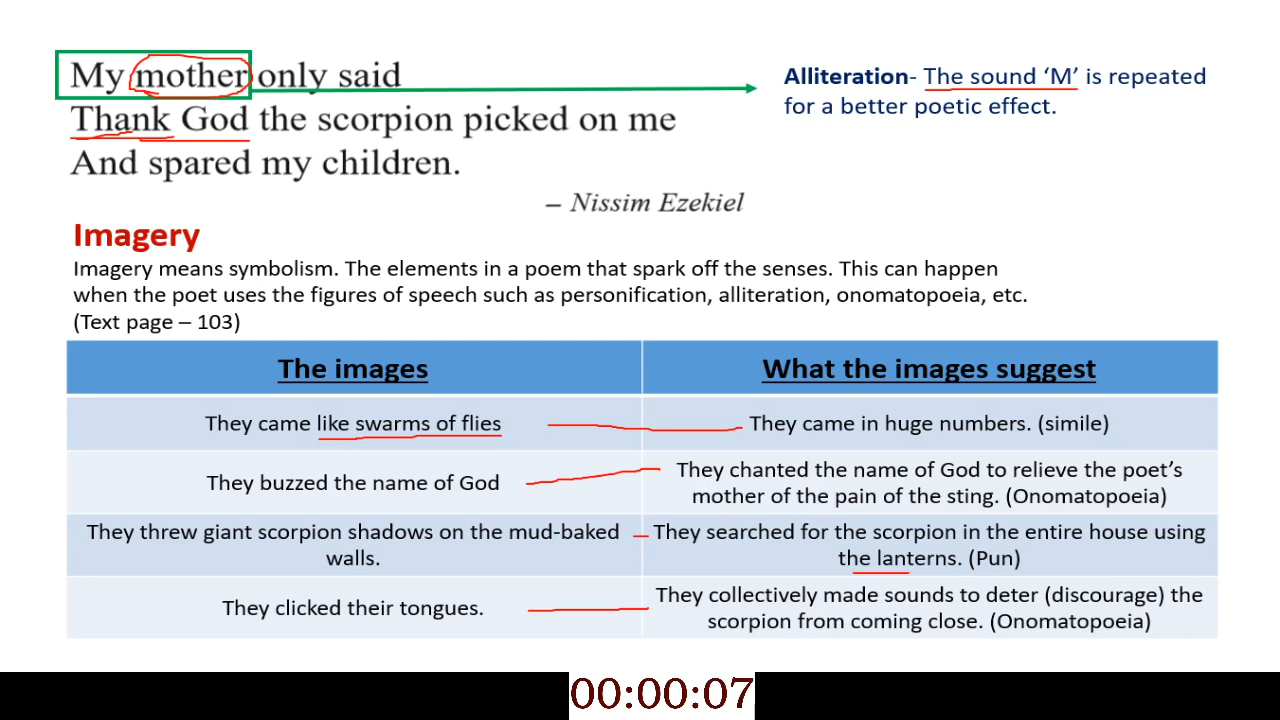 My mother only said
Thank God the scorpion picked on me
And spared my children.
– Nissim Ezekiel
Alliteration- The sound ‘M’ is repeated
for a better poetic effect.
Imagery
Imagery means symbolism. The elements in a poem that spark off the senses. This can happen
when the poet uses the figures of speech such as personification, alliteration, onomatopoeia, etc.
(Text page – 103)
The images
What the images suggest
They came like swarms of flies
They came in huge numbers. (simile)
They buzzed the name of God
They chanted the name of God to relieve the poet’s
mother of the pain of the sting. (Onomatopoeia)
They threw giant scorpion shadows on the mud-baked
walls.
They searched for the scorpion in the entire house using
the lanterns. (Pun)
They clicked their tongues.
They collectively made sounds to deter (discourage) the
scorpion from coming close. (Onomatopoeia)
00:00:07